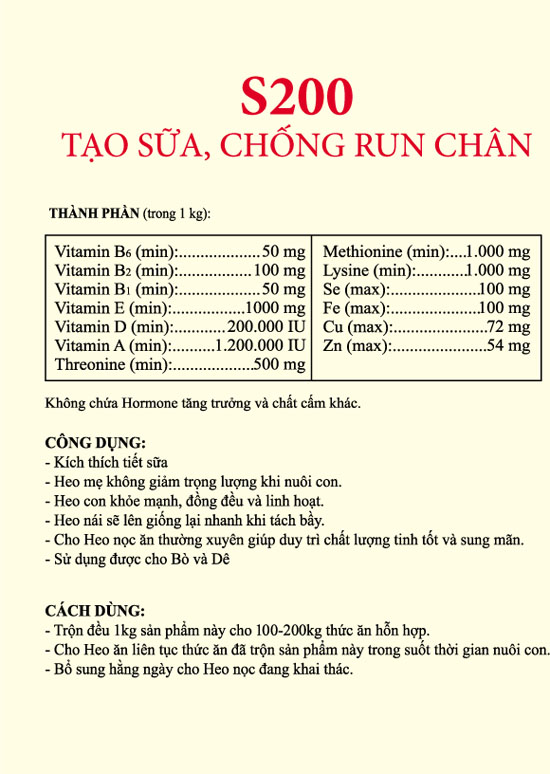 S200
TẠO SỮA, CHỐNG RUN CHÂN
THÀNH PHẦN (trong 1 kg):
Vitamin B6 (min):....................50 mg
Vitamin B2 (min):..................100 mg
Vitamin B1 (min):....................50 mg
Vitamin E (min):..................1000 mg
Vitamin D (min):............200.000 IU
Vitamin A (min):..........1.200.000 IU
Threonine (min):....................500 mg
Methionine (min):....1.000 mg
Lysine (min):............1.000 mg
Se (max):......................100 mg
Fe (max):......................100 mg
Cu (max):.......................72 mg
Zn (max):........................54 mg
Không chứa Hormone tăng trưởng và chất cấm khác.
CÔNG DỤNG:
- Kích thích tiết sữa
- Heo mẹ không giảm trọng lượng khi nuôi con.
- Heo con khỏe mạnh, đồng đều và linh hoạt.
- Heo nái sẽ lên giống lại nhanh khi tách bầy.
- Cho Heo nọc ăn thường xuyên giúp duy trì chất lượng tinh tốt và sung mãn.
- Sử dụng được cho Bò và Dê
CÁCH DÙNG:
- Trộn đều 1kg sản phẩm này cho 100-200kg thức ăn hỗn hợp.
- Cho Heo ăn liên tục thức ăn đã trộn sản phẩm này trong suốt thời gian nuôi con.
- Bổ sung hằng ngày cho Heo nọc đang khai thác.